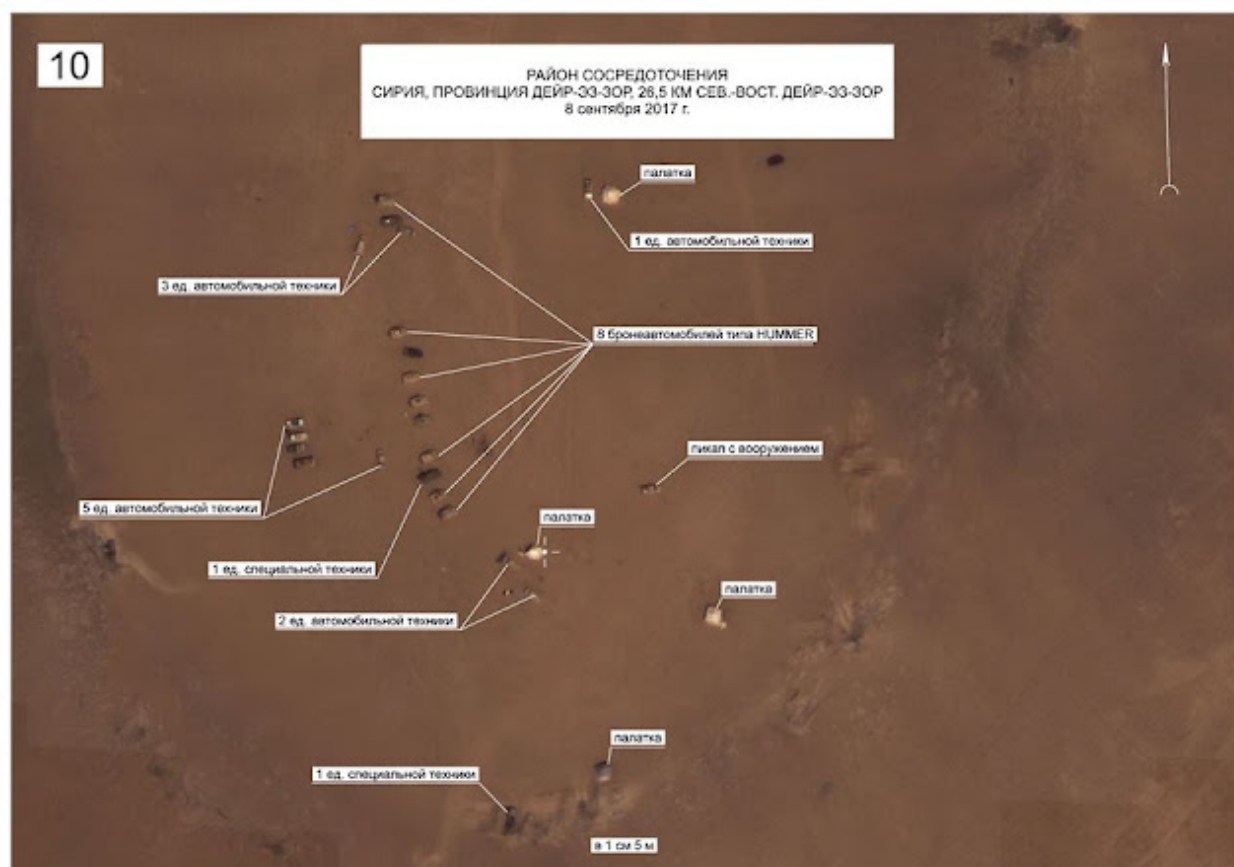 10
РАЙОН СОСРЕДОТОЧЕНИЯ
СИРИЯ, ПРОВИНЦИЯ ДЕЙР-ЭЗ-ЗОР, 26,5 КМ СЕВ.-ВОСТ. ДЕЙР-ЭЗ-ЗОР
8 сентября 2017 г.
палатка
1 ед. автомобильной техники
3 ед. автомобильной техники
8 бронеавтомобилей типа HUMMER
пикап с вооружением
5 ед. автомобильной техники
палатка
1 ед. специальной техники
палатка
2 ед. автомобильной техники
палатка
1 ед. специальной техники
в 1 см 5 м